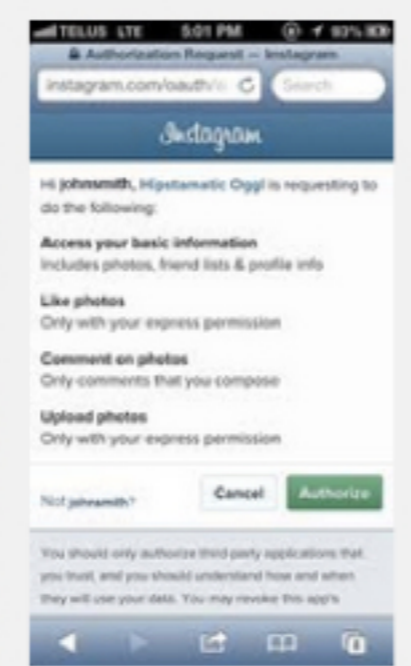 TELUS LTE 5:01 PM 93%
Authorization Request — Instagram
instagram.com/oauth/ Search
Instagram
Hi johnsmith, Hipstamatic Oggl is requesting to
do the following:
Access your basic information
Includes photos, friend lists & profile info
Like photos
Only with your express permission
Comment on photos
Only comments that you compose
Upload photos
Only with your express permission
Not johnsmith? Cancel Authorize
You should only authorize third party applications that
you trust, and you should understand how and when
they will use your data. You may revoke this app's